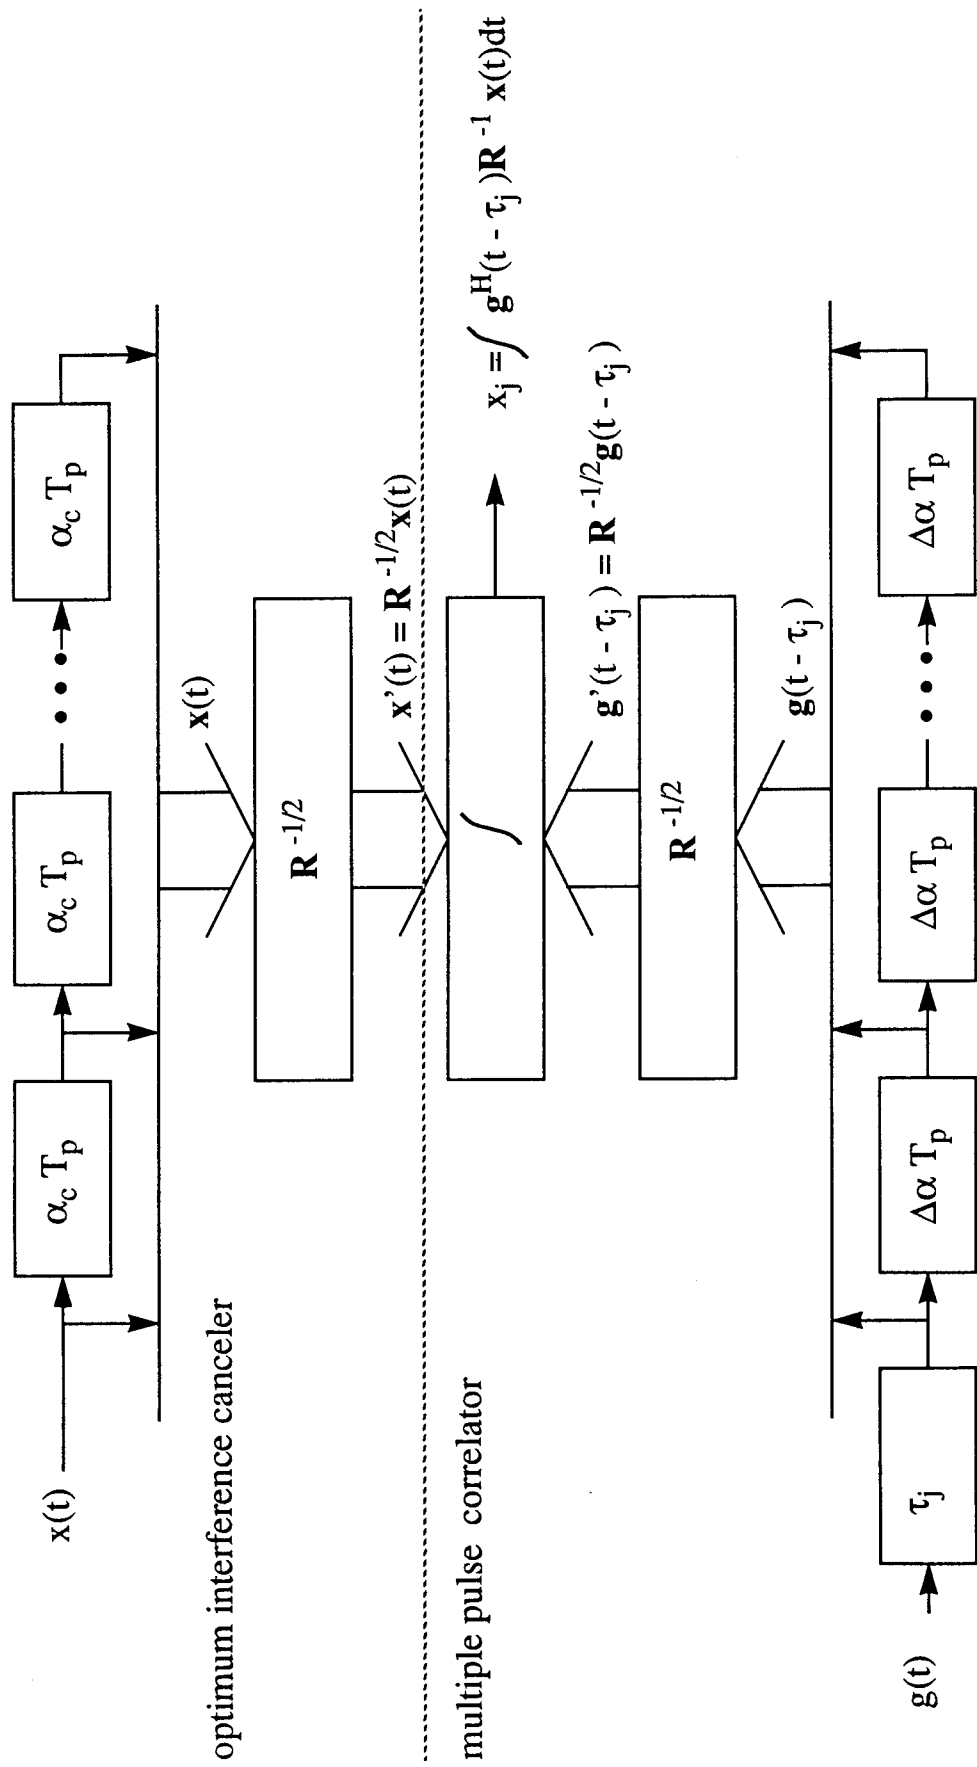 x(t)
α_c T_p
α_c T_p
• • •
α_c T_p
x(t)
optimum interference canceler
R^{-1/2}
x'(t) = R^{-1/2}x(t)
multiple pulse correlator
∫
x_j = ∫ g^H(t - τ_j)R^{-1} x(t)dt
g'(t - τ_j) = R^{-1/2}g(t - τ_j)
R^{-1/2}
g(t - τ_j)
g(t)
τ_j
Δα T_p
Δα T_p
• • •
Δα T_p